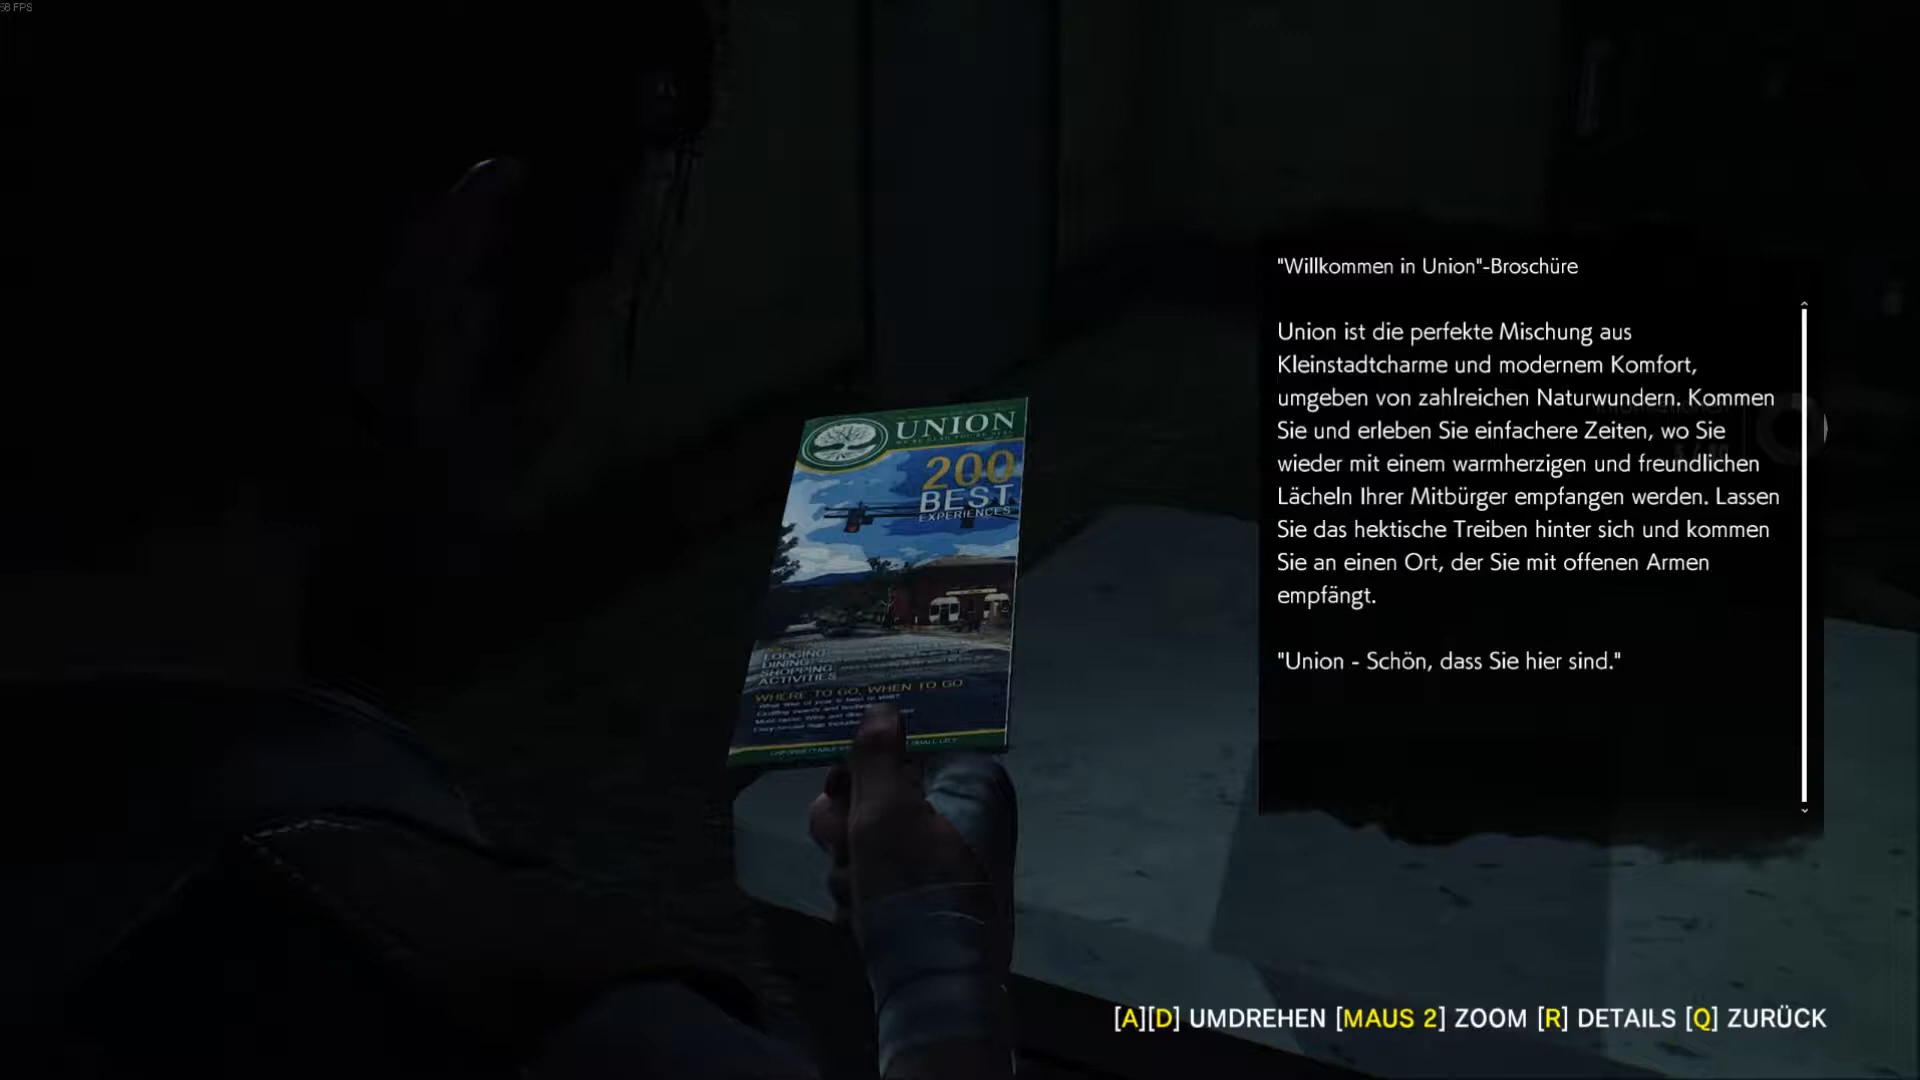 58 FPS
UNION
200
BEST
EXPERIENCES
LODGING
DINING
SHOPPING
ACTIVITIES
WHERE TO GO, WHEN TO GO
"Willkommen in Union"-Broschüre
Union ist die perfekte Mischung aus
Kleinstadtcharme und modernem Komfort,
umgeben von zahlreichen Naturwundern. Kommen
Sie und erleben Sie einfachere Zeiten, wo Sie
wieder mit einem warmherzigen und freundlichen
Lächeln Ihrer Mitbürger empfangen werden. Lassen
Sie das hektische Treiben hinter sich und kommen
Sie an einen Ort, der Sie mit offenen Armen
empfängt.
"Union - Schön, dass Sie hier sind."
[A][D] UMDREHEN [MAUS 2] ZOOM [R] DETAILS [Q] ZURÜCK